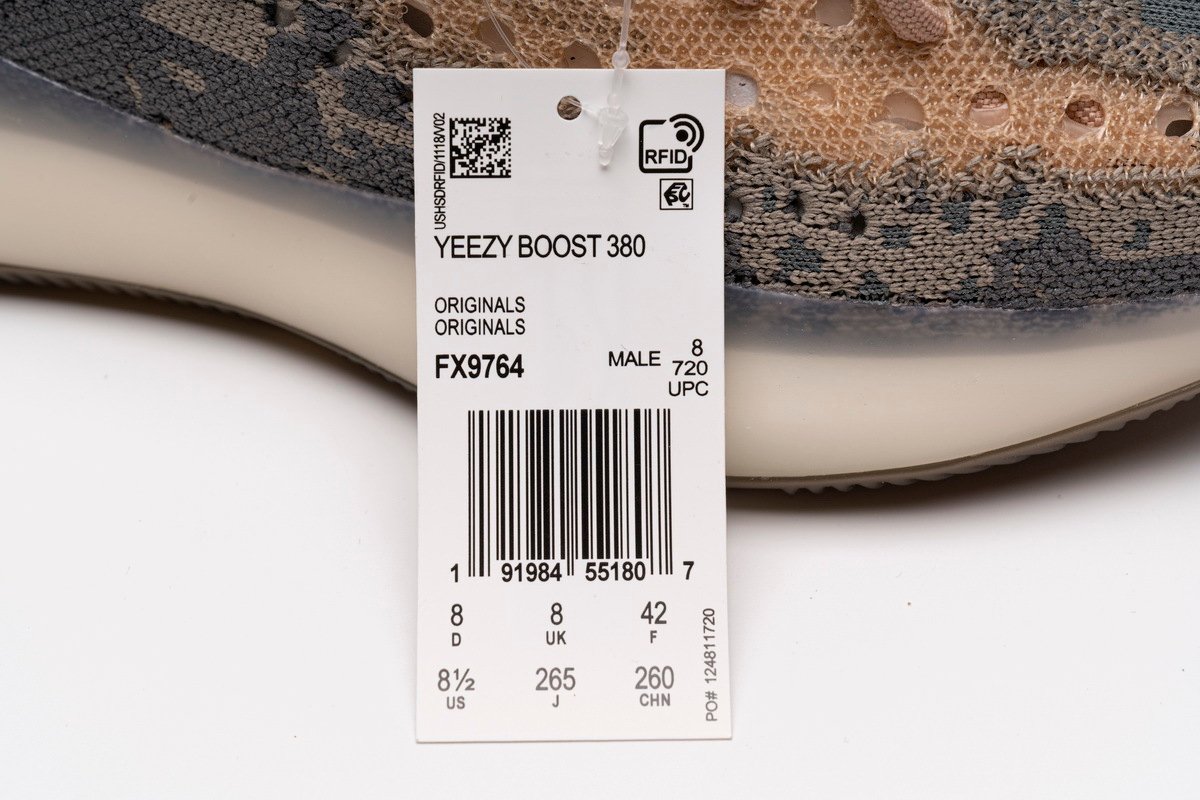 USHSDRFID/1118/V02
RFID
YEEZY BOOST 380
ORIGINALS
ORIGINALS
FX9764
MALE 8
720
UPC
1 91984 55180 7
8 8 42
D UK F
8½ 265 260
US J CHN
PO# 124811720